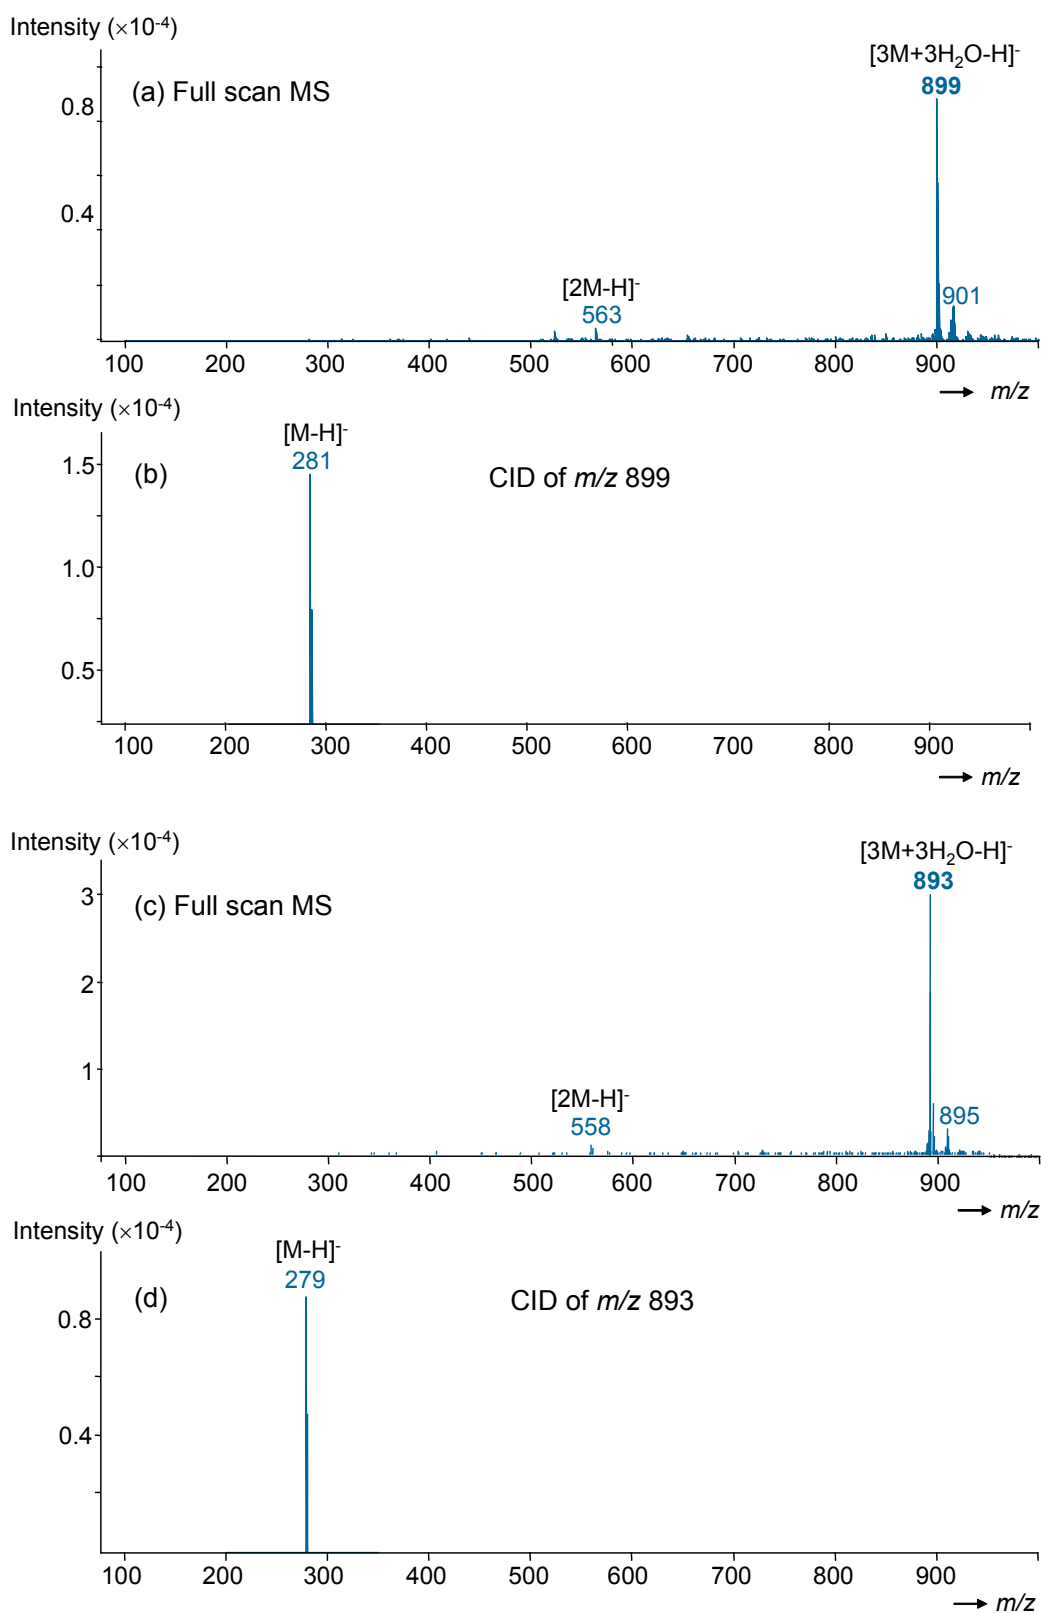 Intensity (×10⁻⁴)
[3M+3H₂O-H]⁻
(a) Full scan MS
899
0.8
0.4
[2M-H]⁻
563
901
100 200 300 400 500 600 700 800 900
m/z
Intensity (×10⁻⁴)
[M-H]⁻
281
1.5
(b)
CID of m/z 899
1.0
0.5
100 200 300 400 500 600 700 800 900
m/z
Intensity (×10⁻⁴)
[3M+3H₂O-H]⁻
893
3
(c) Full scan MS
2
1
[2M-H]⁻
558
895
100 200 300 400 500 600 700 800 900
m/z
Intensity (×10⁻⁴)
[M-H]⁻
279
(d)
CID of m/z 893
0.8
0.4
100 200 300 400 500 600 700 800 900
m/z